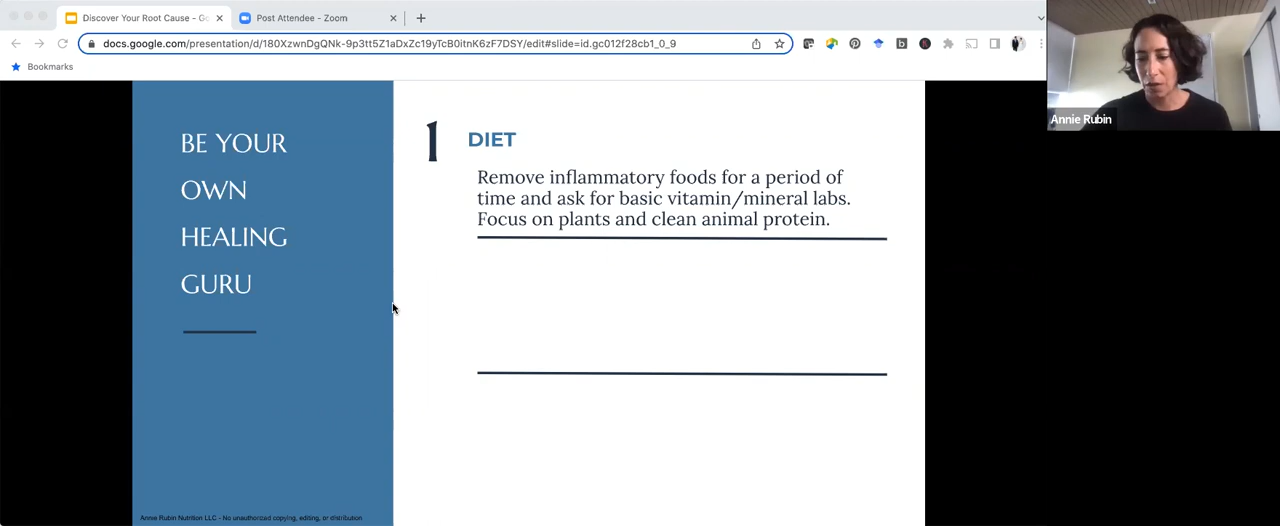 Discover Your Root Cause - Go
Post Attendee - Zoom
docs.google.com/presentation/d/180XzwnDgQNk-9p3tt5Z1aDxZc19yTcB0itnK6zF7DSY/edit#slide=id.gc012f28cb1_0_9
Bookmarks
Annie Rubin
BE YOUR
OWN
HEALING
GURU
1 DIET
Remove inflammatory foods for a period of
time and ask for basic vitamin/mineral labs.
Focus on plants and clean animal protein.
Annie Rubin Nutrition LLC - No unauthorized copying, editing, or distribution